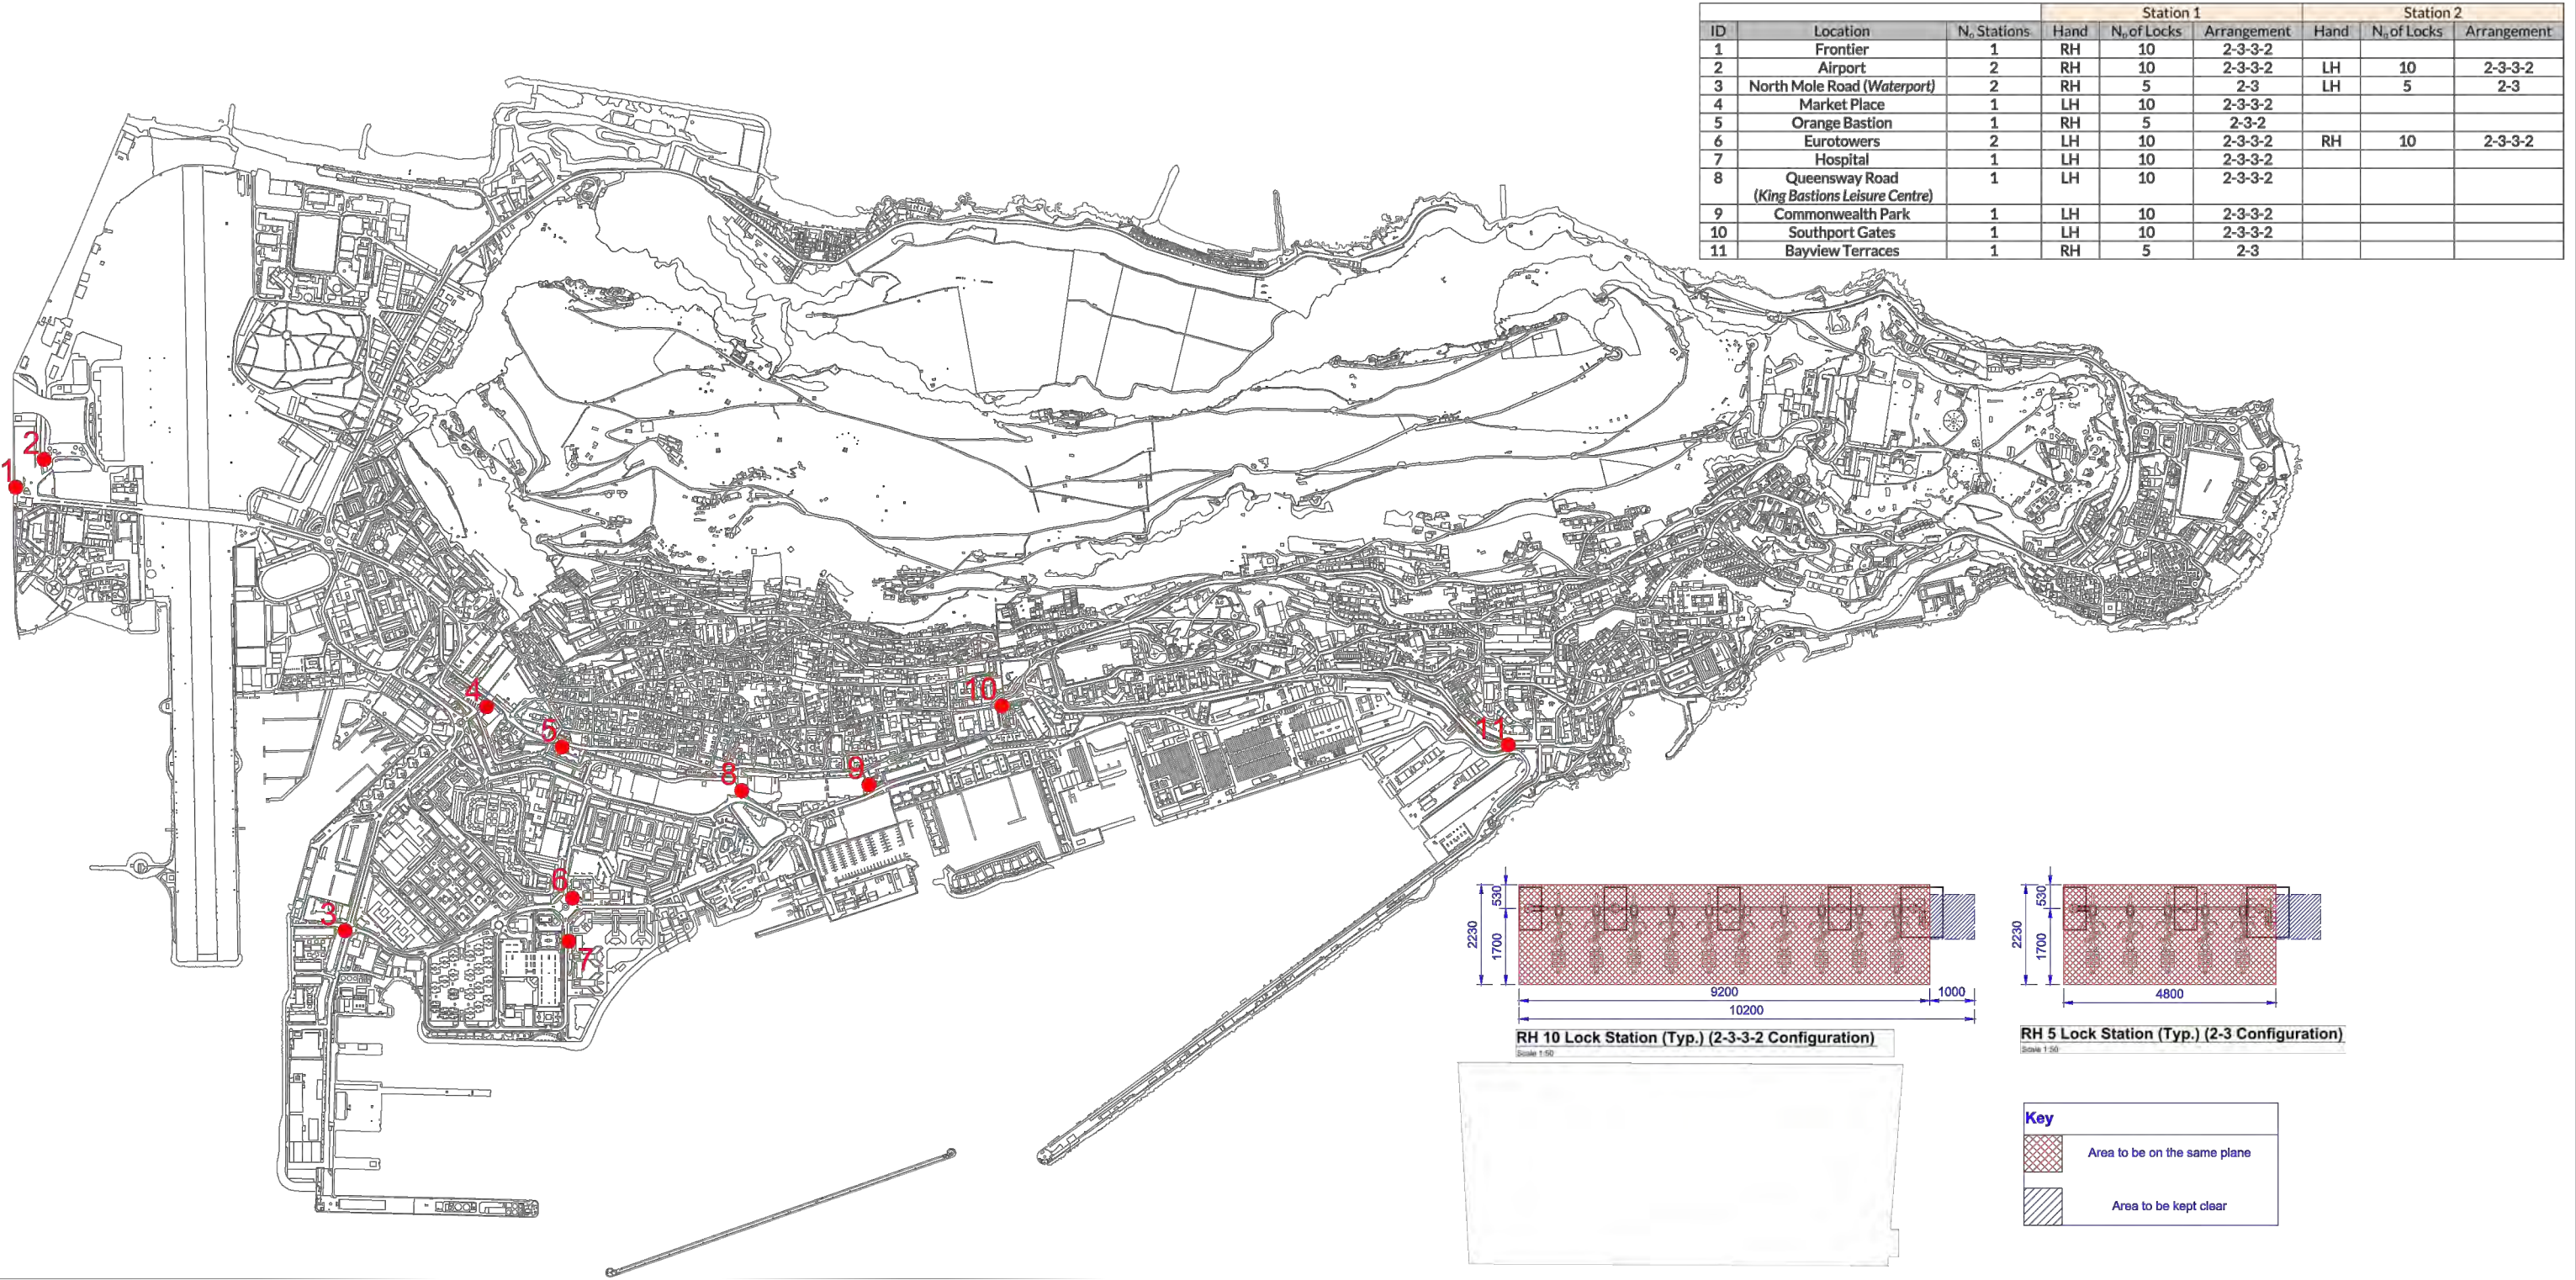 Station 1 Station 2
ID Location No Stations Hand No of Locks Arrangement Hand No of Locks Arrangement
1 Frontier 1 RH 10 2-3-3-2
2 Airport 2 RH 10 2-3-3-2 LH 10 2-3-3-2
3 North Mole Road (Waterport) 2 RH 5 2-3 LH 5 2-3
4 Market Place 1 LH 10 2-3-3-2
5 Orange Bastion 1 RH 5 2-3-2
6 Eurotowers 2 LH 10 2-3-3-2 RH 10 2-3-3-2
7 Hospital 1 LH 10 2-3-3-2
8 Queensway Road 1 LH 10 2-3-3-2
(King Bastions Leisure Centre)
9 Commonwealth Park 1 LH 10 2-3-3-2
10 Southport Gates 1 LH 10 2-3-3-2
11 Bayview Terraces 1 RH 5 2-3
2
1
4
10
5
11
8
9
6
3
7
530
2230
1700
9200
1000
10200
RH 10 Lock Station (Typ.) (2-3-3-2 Configuration)
Scale 1:50
530
2230
1700
4800
RH 5 Lock Station (Typ.) (2-3 Configuration)
Scale 1:50
Key
Area to be on the same plane
Area to be kept clear